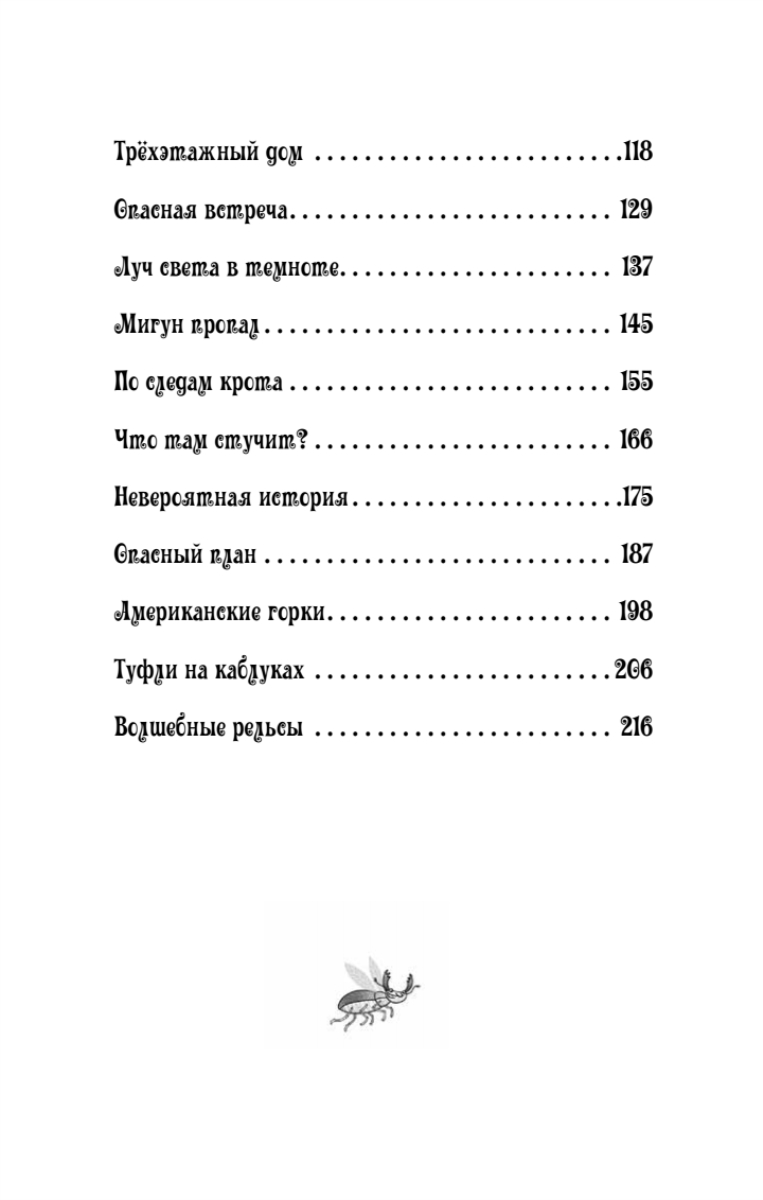 Трёхэтажный дом . . . . . . . . . . . . . . . . . . . . . . . . .118
Опасная встреча. . . . . . . . . . . . . . . . . . . . . . . . . . 129
Луч света в темноте. . . . . . . . . . . . . . . . . . . . . . 137
Мигун пропал . . . . . . . . . . . . . . . . . . . . . . . . . . . . 145
По следам крота . . . . . . . . . . . . . . . . . . . . . . . . . . 155
Что там стучит? . . . . . . . . . . . . . . . . . . . . . . . . 166
Невероятная история . . . . . . . . . . . . . . . . . . . . . .175
Опасный план . . . . . . . . . . . . . . . . . . . . . . . . . . . . 187
Американские горки. . . . . . . . . . . . . . . . . . . . . . . 198
Туфли на каблуках . . . . . . . . . . . . . . . . . . . . . . . .206
Волшебные рельсы . . . . . . . . . . . . . . . . . . . . . . . . 216